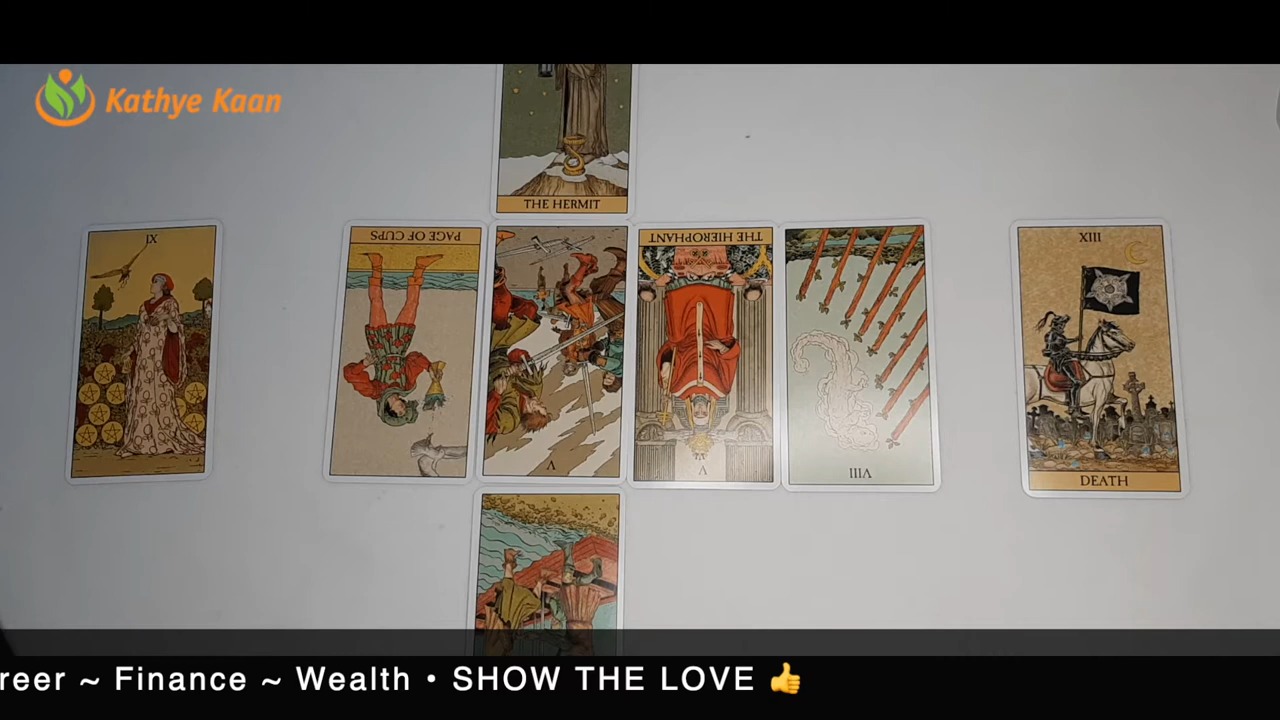 Kathye Kaan
THE HERMIT
IX
PAGE OF CUPS
V
THE HIEROPHANT
V
VIII
XIII
DEATH
reer ~ Finance ~ Wealth • SHOW THE LOVE 👍